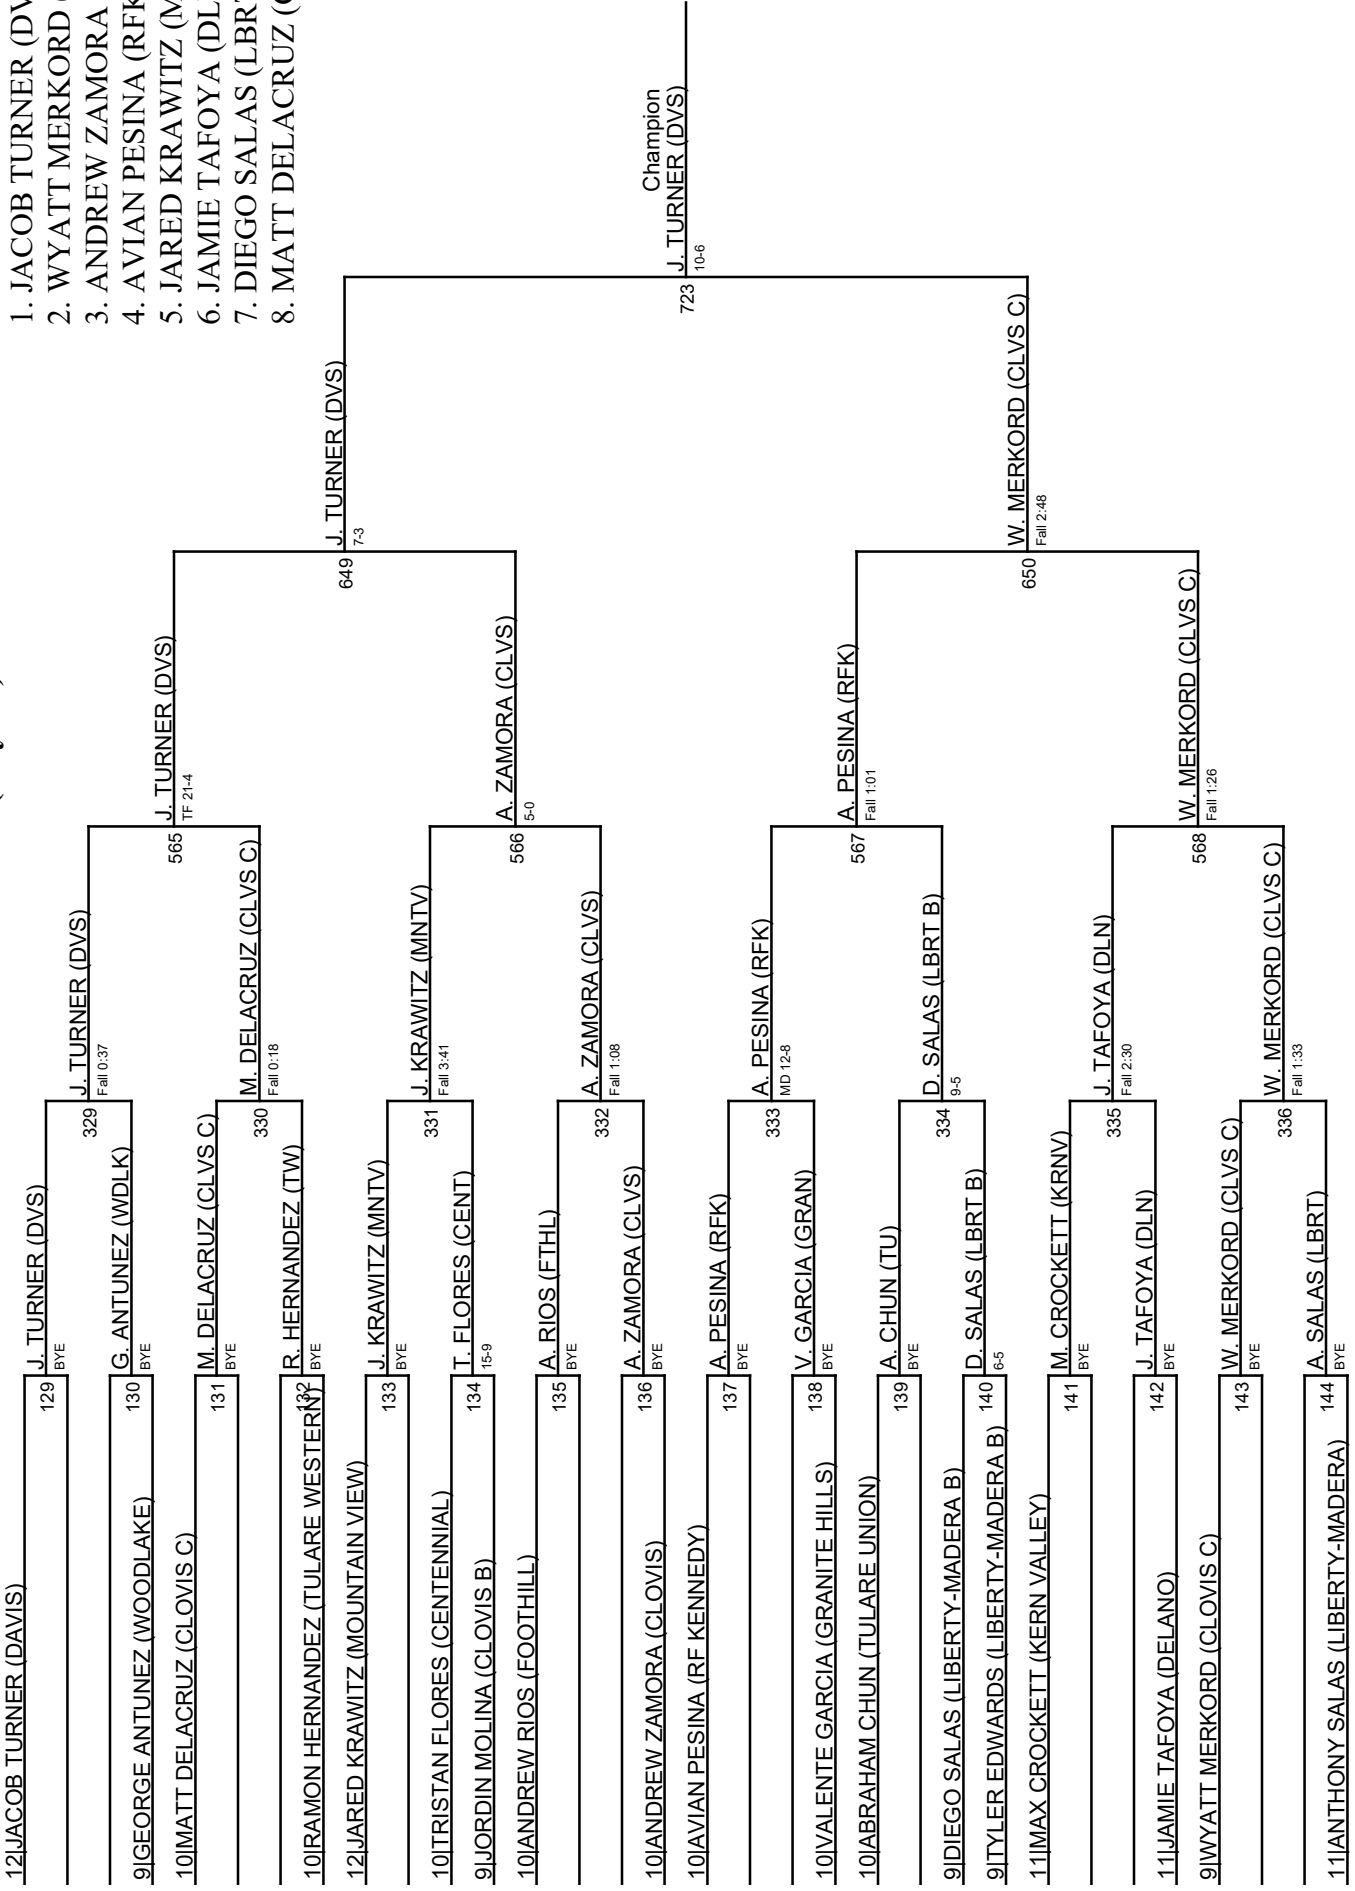 1. JACOB TURNER
2. WYATT MERKORD
3. ANDREW ZAMORA
4. AVIAN PESINA (RFK
5. JARED KRAWITZ
6. JAMIE TAFOYA
7. DIEGO SALAS
8. MATT DELACRUZ
12|JACOB TURNER (DAVIS)
9|GEORGE ANTUNEZ (WOODLAKE)
10|MATT DELACRUZ (CLOVIS C)
10|RAMON HERNANDEZ (TULARE WESTERN)
12|JARED KRAWITZ (MOUNTAIN VIEW)
10|TRISTAN FLORES (CENTENNIAL)
9|JORDIN MOLINA (CLOVIS B)
10|ANDREW RIOS (FOOTHILL)
10|ANDREW ZAMORA (CLOVIS)
10|AVIAN PESINA (RF KENNEDY)
10|VALENTE GARCIA (GRANITE HILLS)
10|ABRAHAM CHUN (TULARE UNION)
9|DIEGO SALAS (LIBERTY-MADERA B)
9|TYLER EDWARDS (LIBERTY-MADERA B)
11|MAX CROCKETT (KERN VALLEY)
11|JAMIE TAFOYA (DELANO)
9|WYATT MERKORD (CLOVIS C)
11|ANTHONY SALAS (LIBERTY-MADERA)
129
J. TURNER (DVS)
BYE
130
G. ANTUNEZ (WDLK)
BYE
131
M. DELACRUZ (CLVS C)
BYE
132
R. HERNANDEZ (TW)
BYE
133
J. KRAWITZ (MNTV)
BYE
134
T. FLORES (CENT)
15-9
135
A. RIOS (FTHL)
BYE
136
A. ZAMORA (CLVS)
BYE
137
A. PESINA (RFK)
BYE
138
V. GARCIA (GRAN)
BYE
139
A. CHUN (TU)
BYE
140
D. SALAS (LBRT B)
6-5
141
M. CROCKETT (KRNV)
BYE
142
J. TAFOYA (DLN)
BYE
143
W. MERKORD (CLVS C)
BYE
144
A. SALAS (LBRT)
BYE
329
J. TURNER (DVS)
Fall 0:37
330
M. DELACRUZ (CLVS C)
Fall 0:18
331
J. KRAWITZ (MNTV)
Fall 3:41
332
A. ZAMORA (CLVS)
Fall 1:08
333
A. PESINA (RFK)
MD 12-8
334
D. SALAS (LBRT B)
9-5
335
J. TAFOYA (DLN)
Fall 2:30
336
W. MERKORD (CLVS C)
Fall 1:33
565
J. TURNER (DVS)
TF 21-4
566
A. ZAMORA (CLVS)
5-0
567
A. PESINA (RFK)
Fall 1:01
568
W. MERKORD (CLVS C)
Fall 1:26
649
J. TURNER (DVS)
7-3
650
W. MERKORD (CLVS C)
Fall 2:48
723
Champion
J. TURNER (DVS)
10-6